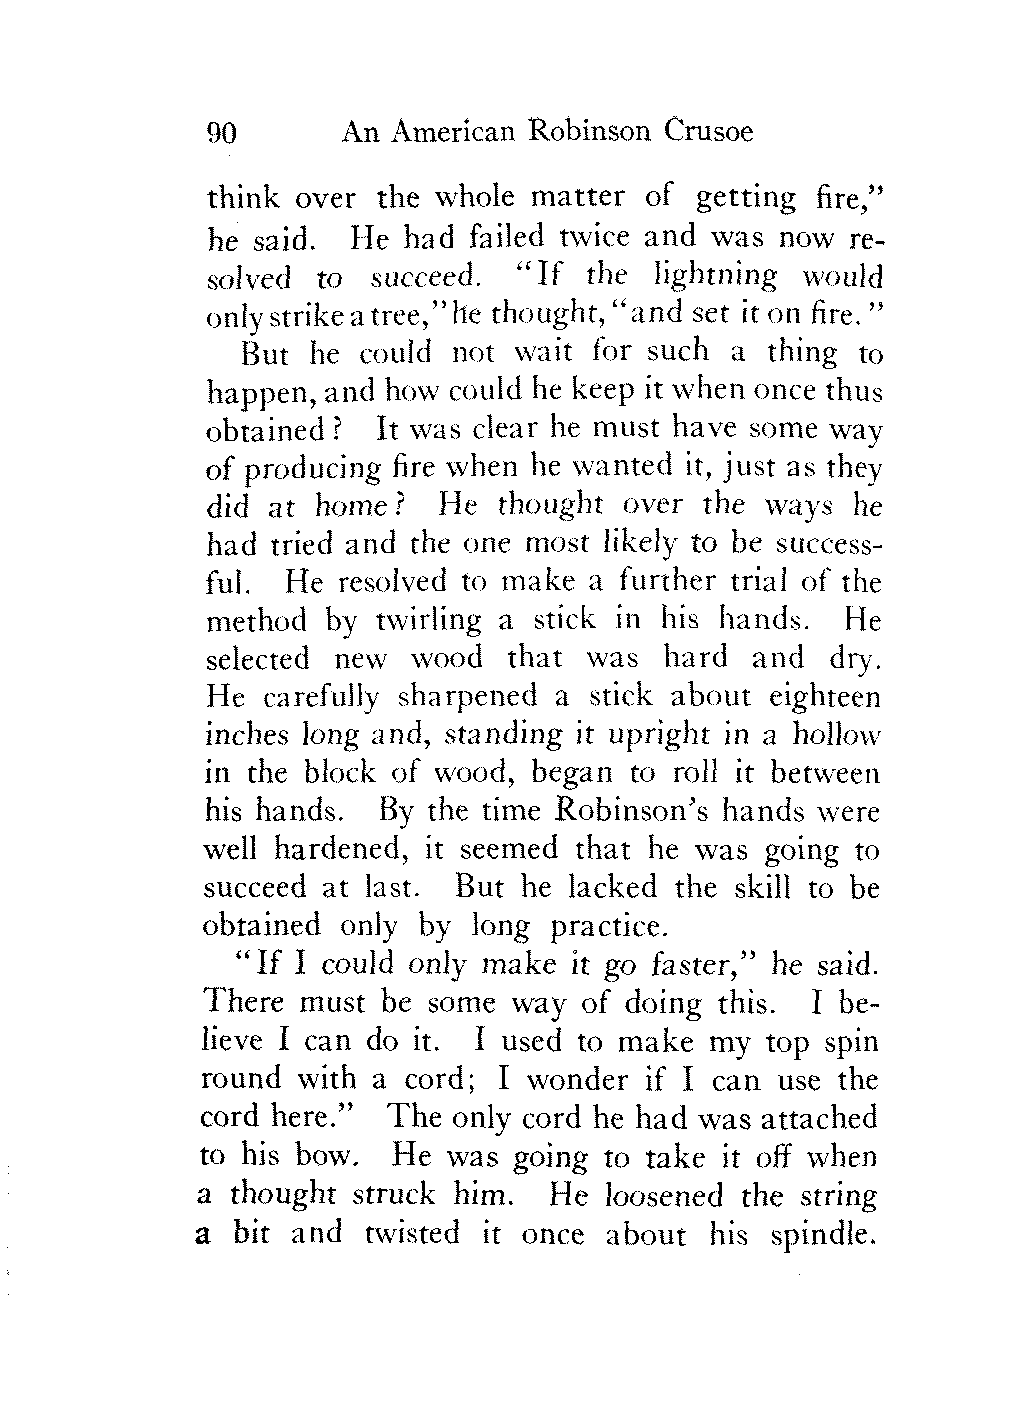 90 An American Robinson Crusoe
think over the whole matter of getting fire,"
he said. He had failed twice and was now re-
solved to succeed. "If the lightning would
only strike a tree," he thought, "and set it on fire."
But he could not wait for such a thing to
happen, and how could he keep it when once thus
obtained? It was clear he must have some way
of producing fire when he wanted it, just as they
did at home? He thought over the ways he
had tried and the one most likely to be success-
ful. He resolved to make a further trial of the
method by twirling a stick in his hands. He
selected new wood that was hard and dry.
He carefully sharpened a stick about eighteen
inches long and, standing it upright in a hollow
in the block of wood, began to roll it between
his hands. By the time Robinson's hands were
well hardened, it seemed that he was going to
succeed at last. But he lacked the skill to be
obtained only by long practice.
"If I could only make it go faster," he said.
There must be some way of doing this. I be-
lieve I can do it. I used to make my top spin
round with a cord; I wonder if I can use the
cord here." The only cord he had was attached
to his bow. He was going to take it off when
a thought struck him. He loosened the string
a bit and twisted it once about his spindle.